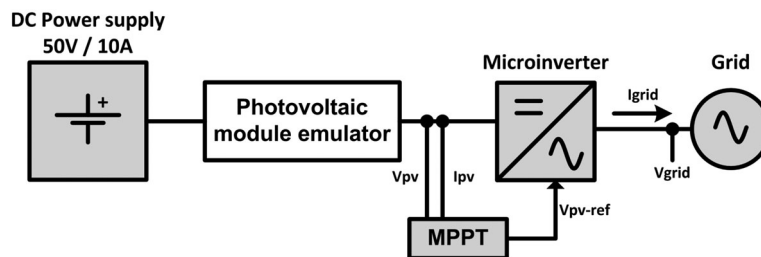 DC Power supply
50V / 10A
Photovoltaic
module emulator
Vpv
Ipv
MPPT
Microinverter
Vpv-ref
Igrid
Vgrid
Grid
+